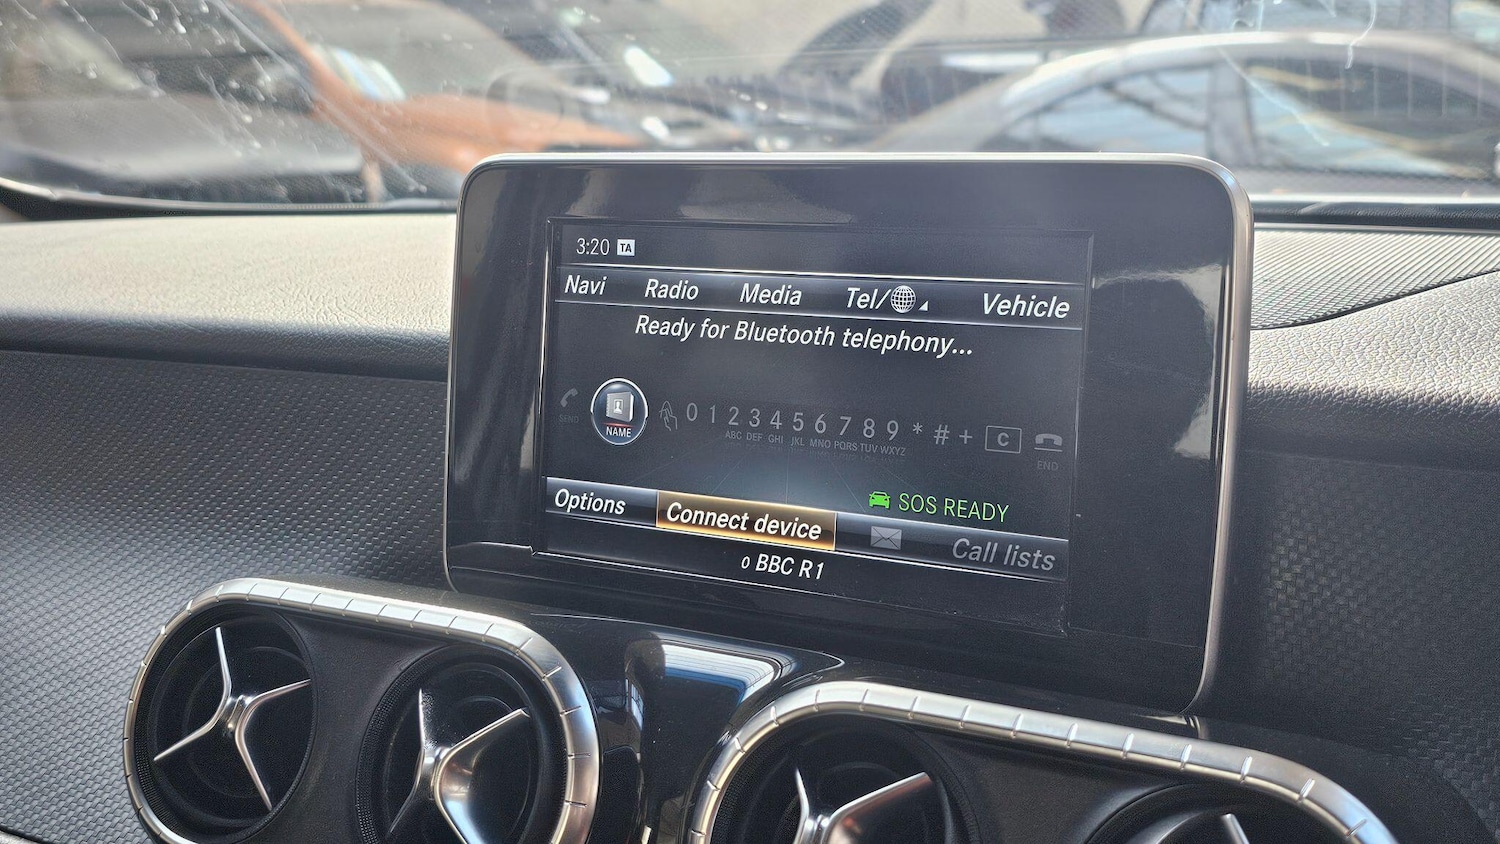 3:20 TA
Navi Radio Media Tel/ Vehicle
Ready for Bluetooth telephony...
SEND NAME 0 1 2 3 4 5 6 7 8 9 * # + C END
ABC DEF GHI JKL MNO PQRS TUV WXYZ
SOS READY
Options Connect device Call lists
0 BBC R1